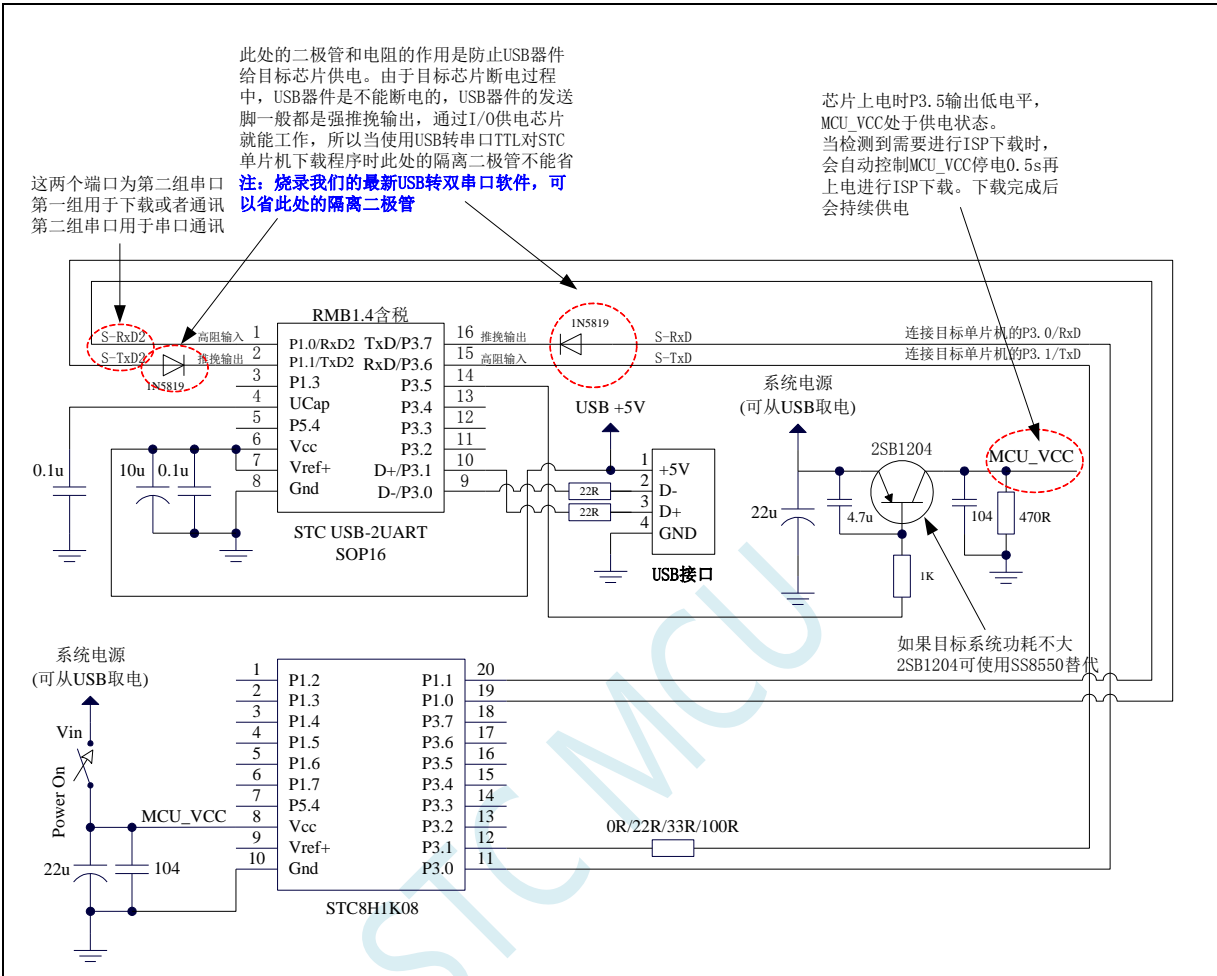 此处的二极管和电阻的作用是防止USB器件
给目标芯片供电。由于目标芯片断电过程
中，USB器件是不能断电的，USB器件的发送
脚一般都是强推挽输出，通过I/O供电芯片
就能工作，所以当使用USB转串口TTL对STC
单片机下载程序时此处的隔离二极管不能省
注：烧录我们的最新USB转双串口软件，可
以省此处的隔离二极管
芯片上电时P3.5输出低电平，
MCU_VCC处于供电状态。
当检测到需要进行ISP下载时，
会自动控制MCU_VCC停电0.5s再
上电进行ISP下载。下载完成后
会持续供电
这两个端口为第二组串口
第一组用于下载或者通讯
第二组串口用于串口通讯
RMB1.4含税
S-RxD2
高阻输入
1
P1.0/RxD2
TxD/P3.7
16
推挽输出
1N5819
S-RxD
连接目标单片机的P3.0/RxD
S-TxD2
1N5819
推挽输出
2
P1.1/TxD2
RxD/P3.6
15
高阻输入
S-TxD
连接目标单片机的P3.1/TxD
3
P1.3
P3.5
14
4
UCap
P3.4
13
5
P5.4
P3.3
12
6
Vcc
P3.2
11
7
Vref+
D+/P3.1
10
8
Gnd
D-/P3.0
9
STC USB-2UART
SOP16
0.1u
10u
0.1u
USB +5V
1
+5V
2
D-
3
D+
4
GND
22R
22R
USB接口
系统电源
(可从USB取电)
2SB1204
MCU_VCC
22u
4.7u
104
470R
1K
如果目标系统功耗不大
2SB1204可使用SS8550替代
系统电源
(可从USB取电)
Vin
Power On
MCU_VCC
22u
104
1
P1.2
P1.1
20
2
P1.3
P1.0
19
3
P1.4
P3.7
18
4
P1.5
P3.6
17
5
P1.6
P3.5
16
6
P1.7
P3.4
15
7
P5.4
P3.3
14
8
Vcc
P3.2
13
9
Vref+
P3.1
12
10
Gnd
P3.0
11
0R/22R/33R/100R
STC8H1K08
STC MCU